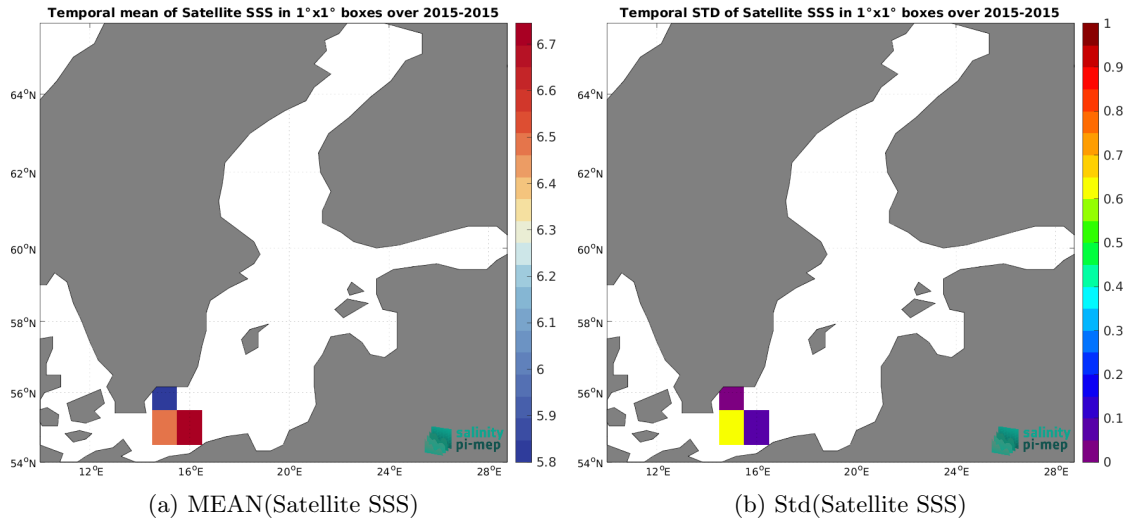 Temporal mean of Satellite SSS in 1°x1° boxes over 2015-2015
64°N
62°N
60°N
58°N
56°N
54°N
12°E
16°E
20°E
24°E
28°E
6.7
6.6
6.5
6.4
6.3
6.2
6.1
6
5.9
5.8
salinity
pi-mep
(a) MEAN(Satellite SSS)
Temporal STD of Satellite SSS in 1°x1° boxes over 2015-2015
64°N
62°N
60°N
58°N
56°N
54°N
12°E
16°E
20°E
24°E
28°E
1
0.9
0.8
0.7
0.6
0.5
0.4
0.3
0.2
0.1
0
salinity
pi-mep
(b) Std(Satellite SSS)